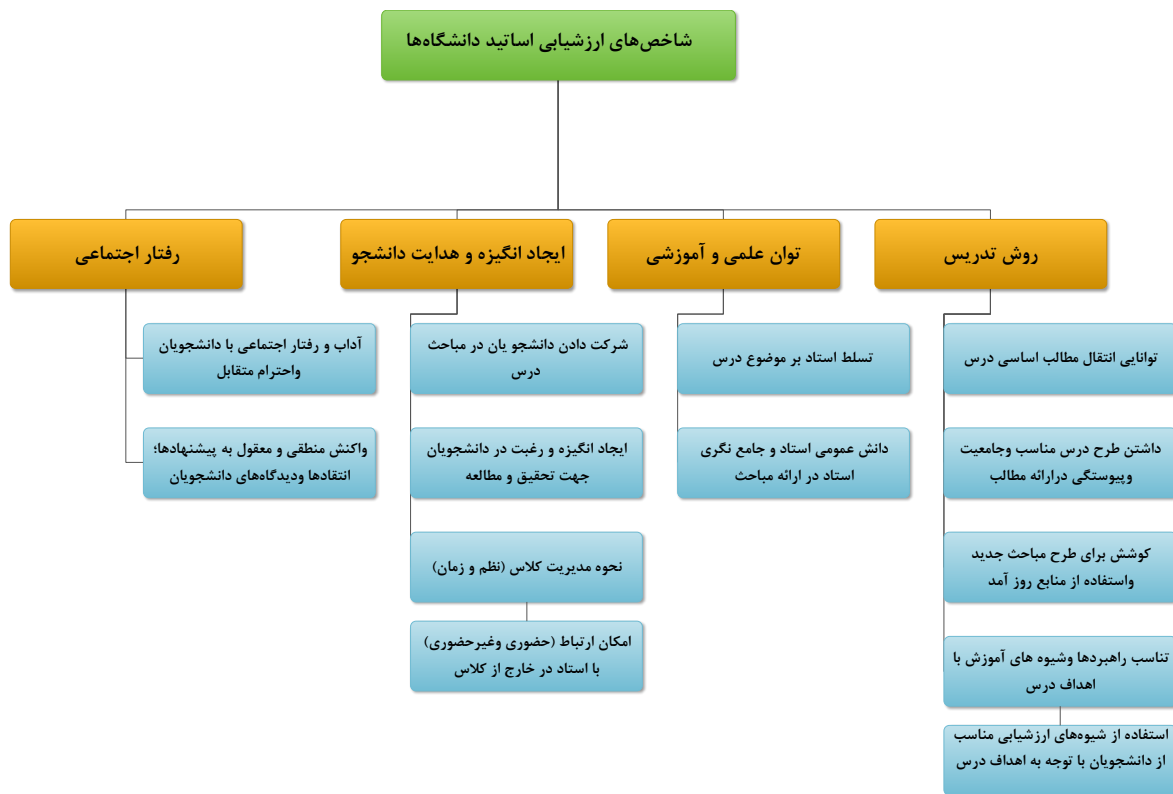 شاخص‌های ارزشیابی اساتید دانشگاه‌ها
روش تدریس
توانایی انتقال مطالب اساسی درس
داشتن طرح درس مناسب وجامعیت
وپیوستگی درارائه مطالب
کوشش برای طرح مباحث جدید
واستفاده از منابع روز آمد
تناسب راهبردها وشیوه های آموزش با
اهداف درس
استفاده از شیوه‌های ارزشیابی مناسب
از دانشجویان با توجه به اهداف درس
توان علمی و آموزشی
تسلط استاد بر موضوع درس
دانش عمومی استاد و جامع نگری
استاد در ارائه مباحث
ایجاد انگیزه و هدایت دانشجو
شرکت دادن دانشجو یان در مباحث
درس
ایجاد انگیزه و رغبت در دانشجویان
جهت تحقیق و مطالعه
نحوه مدیریت کلاس (نظم و زمان)
امکان ارتباط (حضوری وغیرحضوری)
با استاد در خارج از کلاس
رفتار اجتماعی
آداب و رفتار اجتماعی با دانشجویان
واحترام متقابل
واکنش منطقی و معقول به پیشنهادها؛
انتقادها ودیدگاه‌های دانشجویان